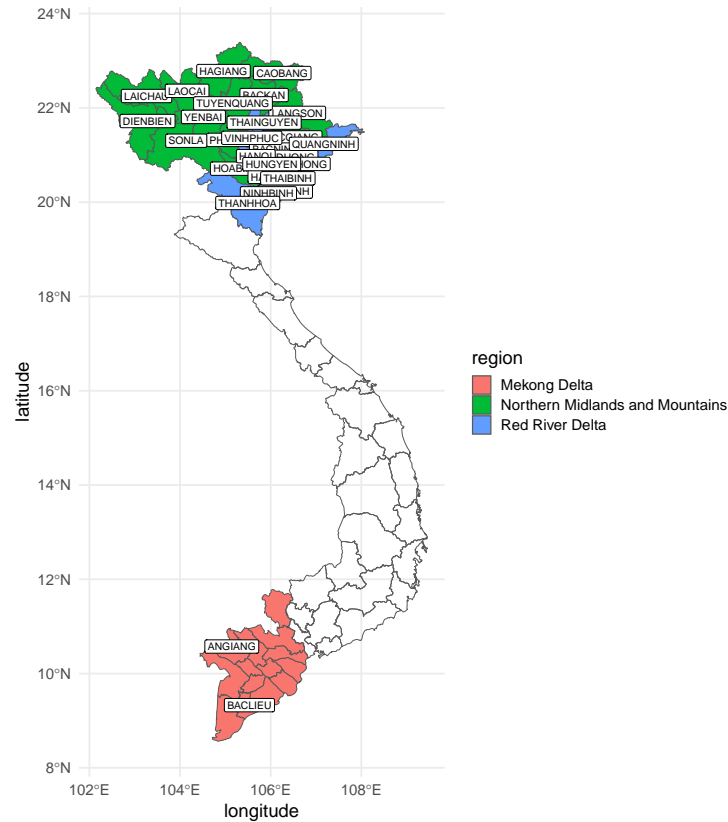 24°N
22°N
20°N
18°N
16°N
14°N
12°N
10°N
8°N
102°E
104°E
106°E
108°E
longitude
latitude
HAGIANG
CAOBANG
LAOCAI
LAICHAU
BACKAN
TUYENQUANG
LANGSON
YENBAI
DIENBIEN
THAINGUYEN
SONLA
VINHPHUC
QUANGNINH
HUNGYEN
THAIBINH
NINHBINH
THANHHOA
ANGIANG
BACLIEU
region
Mekong Delta
Northern Midlands and Mountains
Red River Delta